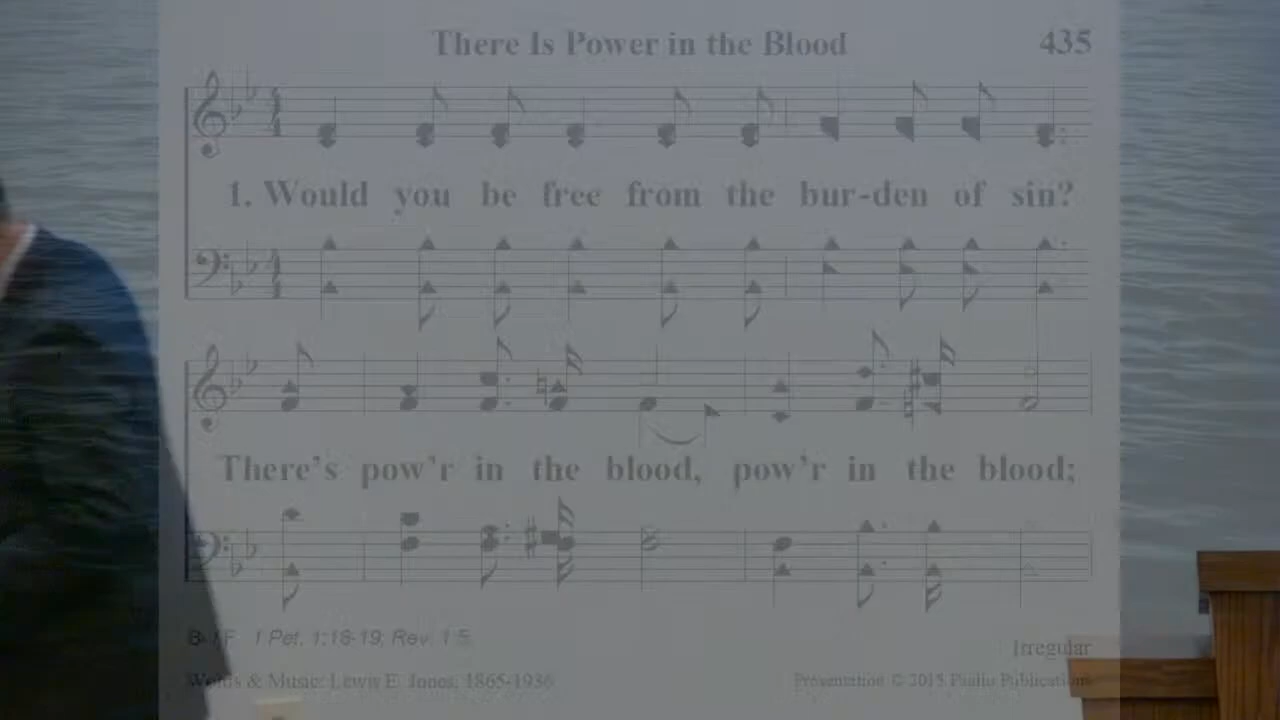 There Is Power in the Blood 435
1. Would you be free from the bur-den of sin?
There's pow'r in the blood, pow'r in the blood;
1 Pet. 1:18-19; Rev. 1:5
Irregular
Words & Music: Lewis E. Jones, 1865-1936
Presentation © 2015 Publications